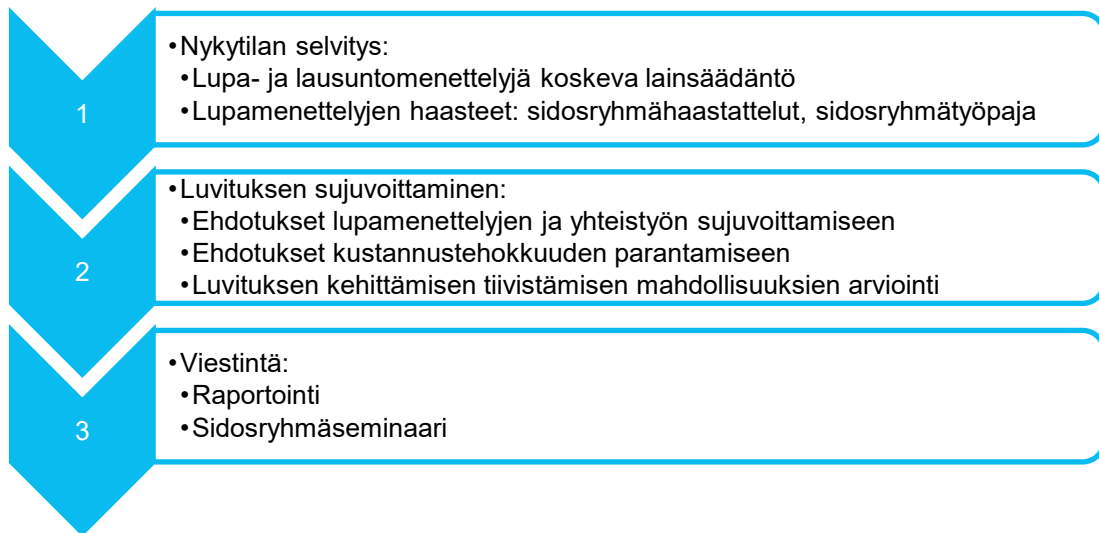 1
•Nykytilan selvitys:
•Lupa- ja lausuntomenettelyjä koskeva lainsäädäntö
•Lupamenettelyjen haasteet: sidosryhmähaastattelut, sidosryhmätyöpaja
2
•Luvituksen sujuvoittaminen:
•Ehdotukset lupamenettelyjen ja yhteistyön sujuvoittamiseen
•Ehdotukset kustannustehokkuuden parantamiseen
•Luvituksen kehittämisen tiivistämisen mahdollisuuksien arviointi
3
•Viestintä:
•Raportointi
•Sidosryhmäseminaari